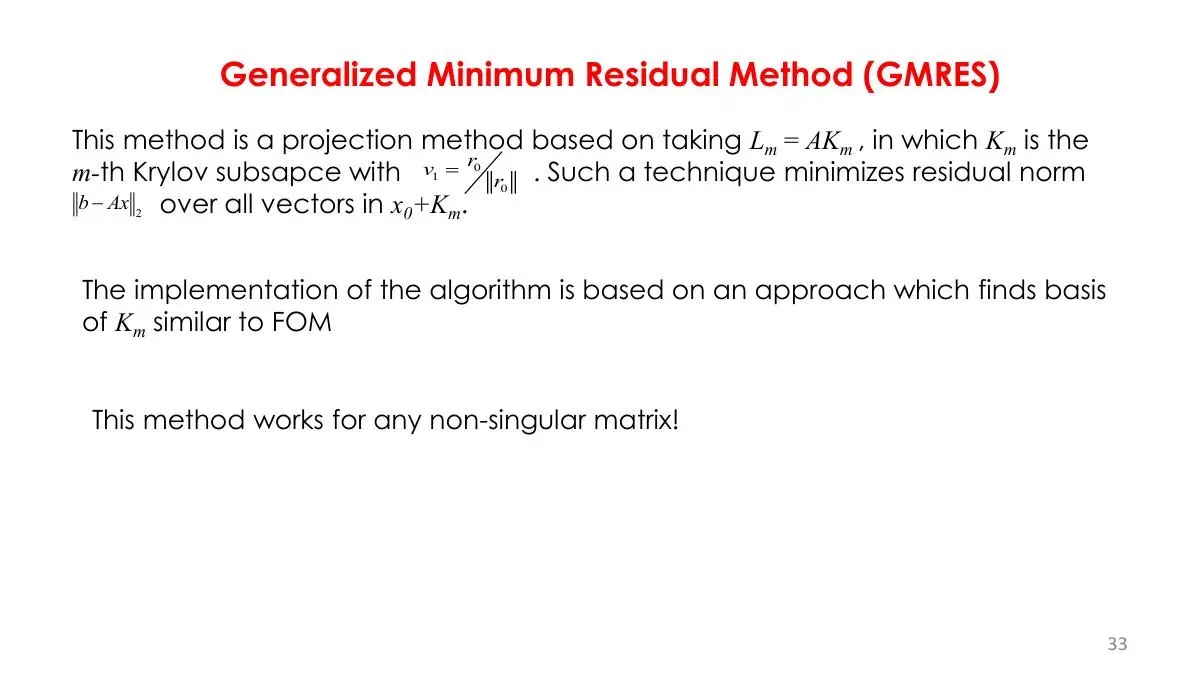 Generalized Minimum Residual Method (GMRES)
This method is a projection method based on taking Lₘ = AKₘ , in which Kₘ is the
m-th Krylov subsapce with v₁ = r₀/‖r₀‖ . Such a technique minimizes residual norm
‖b − Ax‖₂ over all vectors in x₀+Kₘ.
The implementation of the algorithm is based on an approach which finds basis
of Kₘ similar to FOM
This method works for any non-singular matrix!
33